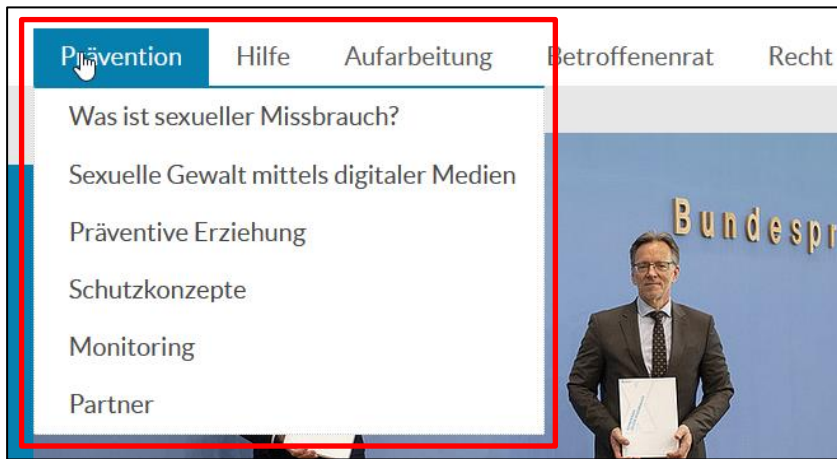 Prävention Hilfe Aufarbeitung Betroffenenrat Recht
Was ist sexueller Missbrauch?
Sexuelle Gewalt mittels digitaler Medien
Präventive Erziehung
Schutzkonzepte
Monitoring
Partner
Bundespr